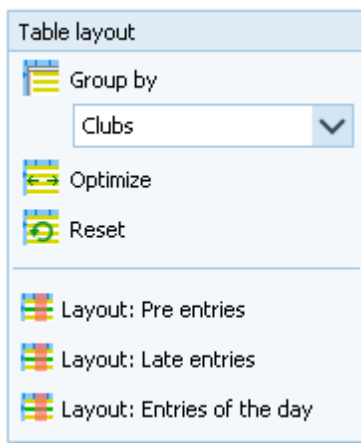 Table layout
Group by
Clubs
Optimize
Reset
Layout: Pre entries
Layout: Late entries
Layout: Entries of the day